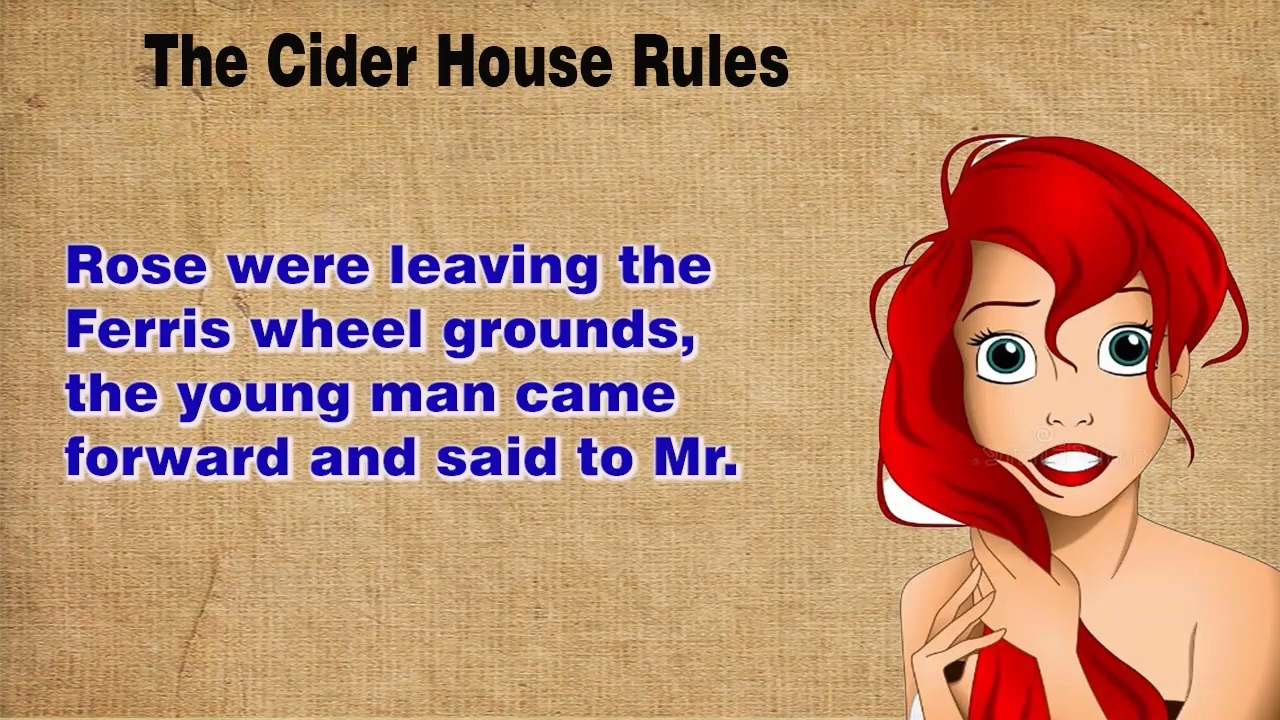 The Cider House Rules
Rose were leaving the
Ferris wheel grounds,
the young man came
forward and said to Mr.